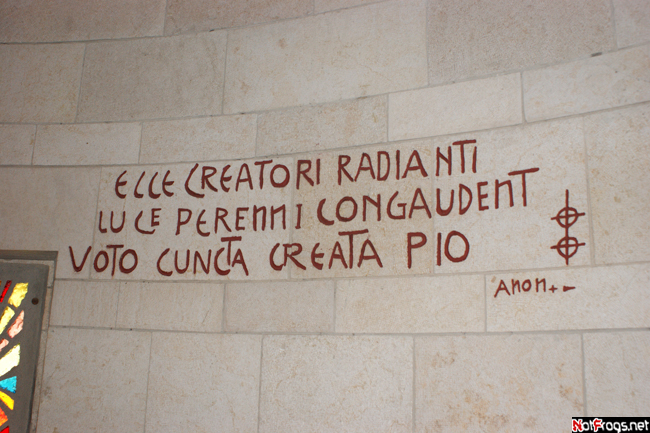 ECCE CREATORI RADIANTI
LUCE PERENNI CONGAUDENT
VOTO CUNCTA CREATA PIO
Anon+-
NotFrogs.net